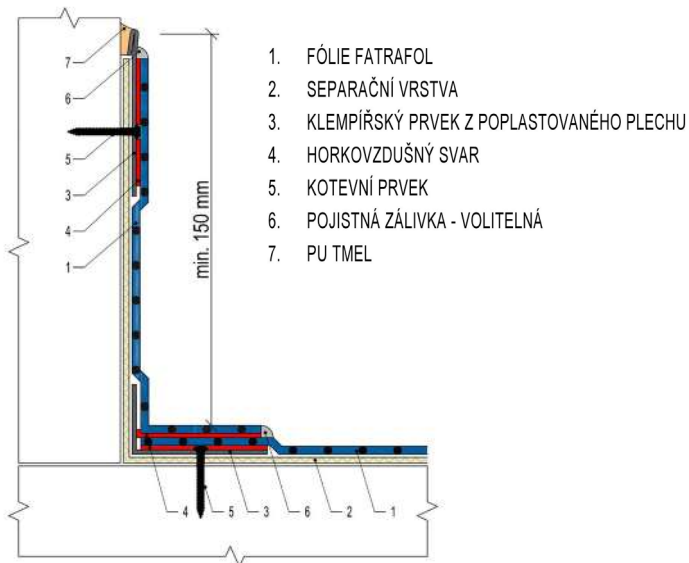 1. FÓLIE FATRAFOL
2. SEPARAČNÍ VRSTVA
3. KLEMPÍŘSKÝ PRVEK Z POPLASTOVANÉHO PLECHU
4. HORKOVZDUŠNÝ SVAR
5. KOTEVNÍ PRVEK
6. POJISTNÁ ZÁLIVKA - VOLITELNÁ
7. PU TMEL
7
6
5
3
4
1
min. 150 mm
4 5 3 6 2 1